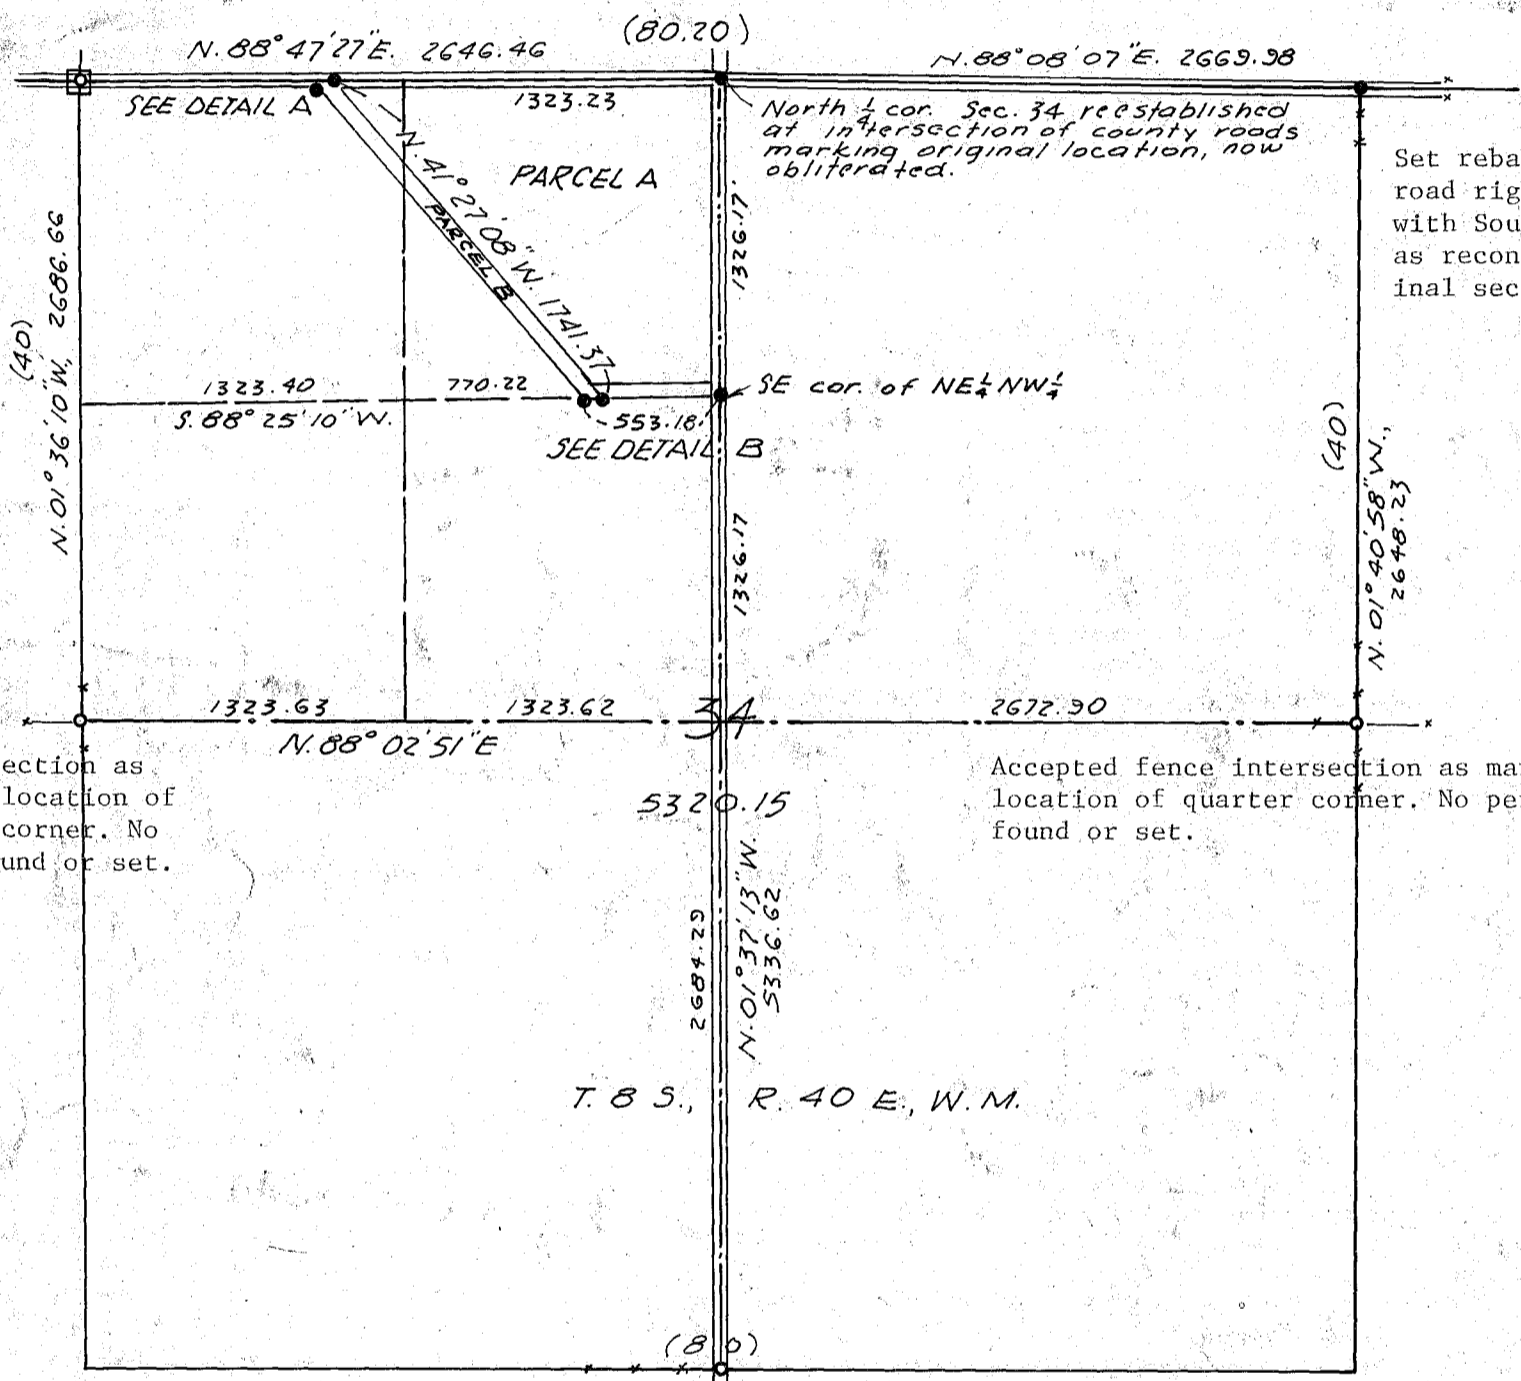 (80.20)
N. 88° 47' 27" E. 2646.46
N. 88° 08' 07" E. 2669.98
SEE DETAIL A
1323.23
North 1/4 cor. Sec. 34 reestablished
at intersection of county roads
marking original location, now
obliterated.
Set reba
road rig
with Sou
as recon
inal sec
PARCEL A
N. 41° 27' 08" W. 1741.37
PARCEL B
1326.17
(40)
N. 01° 36' 10" W, 2686.66
1323.40
770.22
SE cor. of NE 1/4 NW 1/4
S. 88° 25' 10" W.
553.18
SEE DETAIL B
(40)
N. 01° 40' 58" W.,
2648.23
1326.17
1323.63
1323.62
34
2672.90
N. 88° 02' 51" E
ection as
location of
corner. No
und or set.
5320.15
Accepted fence intersection as ma
location of quarter corner. No pe
found or set.
2684.29
N. 01° 37' 13" W.
5336.62
T. 8 S., R. 40 E., W.M.
(80)